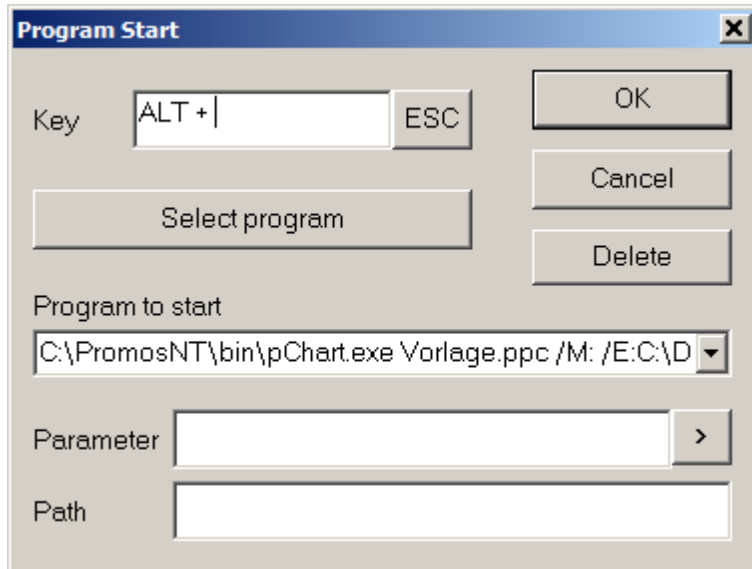 Program Start
Key
ALT +
ESC
OK
Cancel
Select program
Delete
Program to start
C:\PromosNT\bin\pChart.exe Vorlage.ppc /M: /E:C:\D
Parameter
>
Path